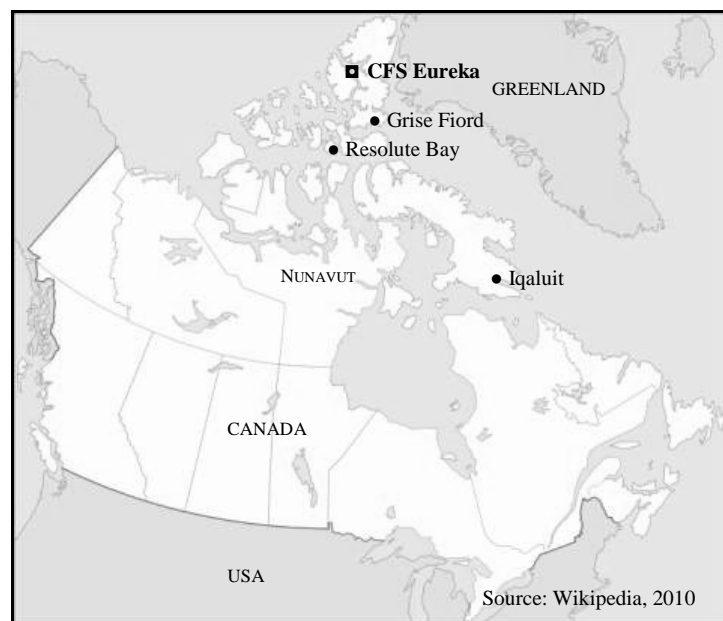 CFS Eureka
GREENLAND
Grise Fiord
Resolute Bay
NUNAVUT
Iqaluit
CANADA
USA
Source: Wikipedia, 2010